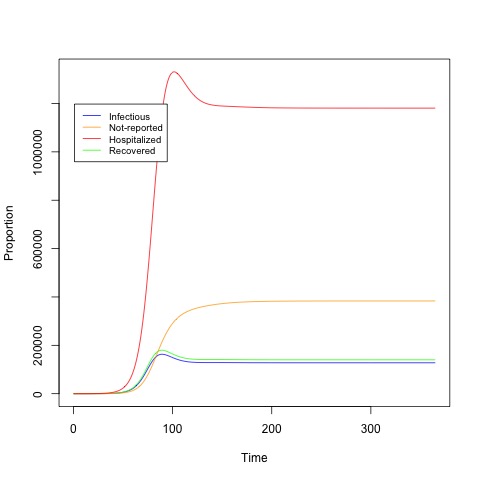 Proportion
1000000
600000
200000
0
Infectious
Not-reported
Hospitalized
Recovered
0 100 200 300
Time